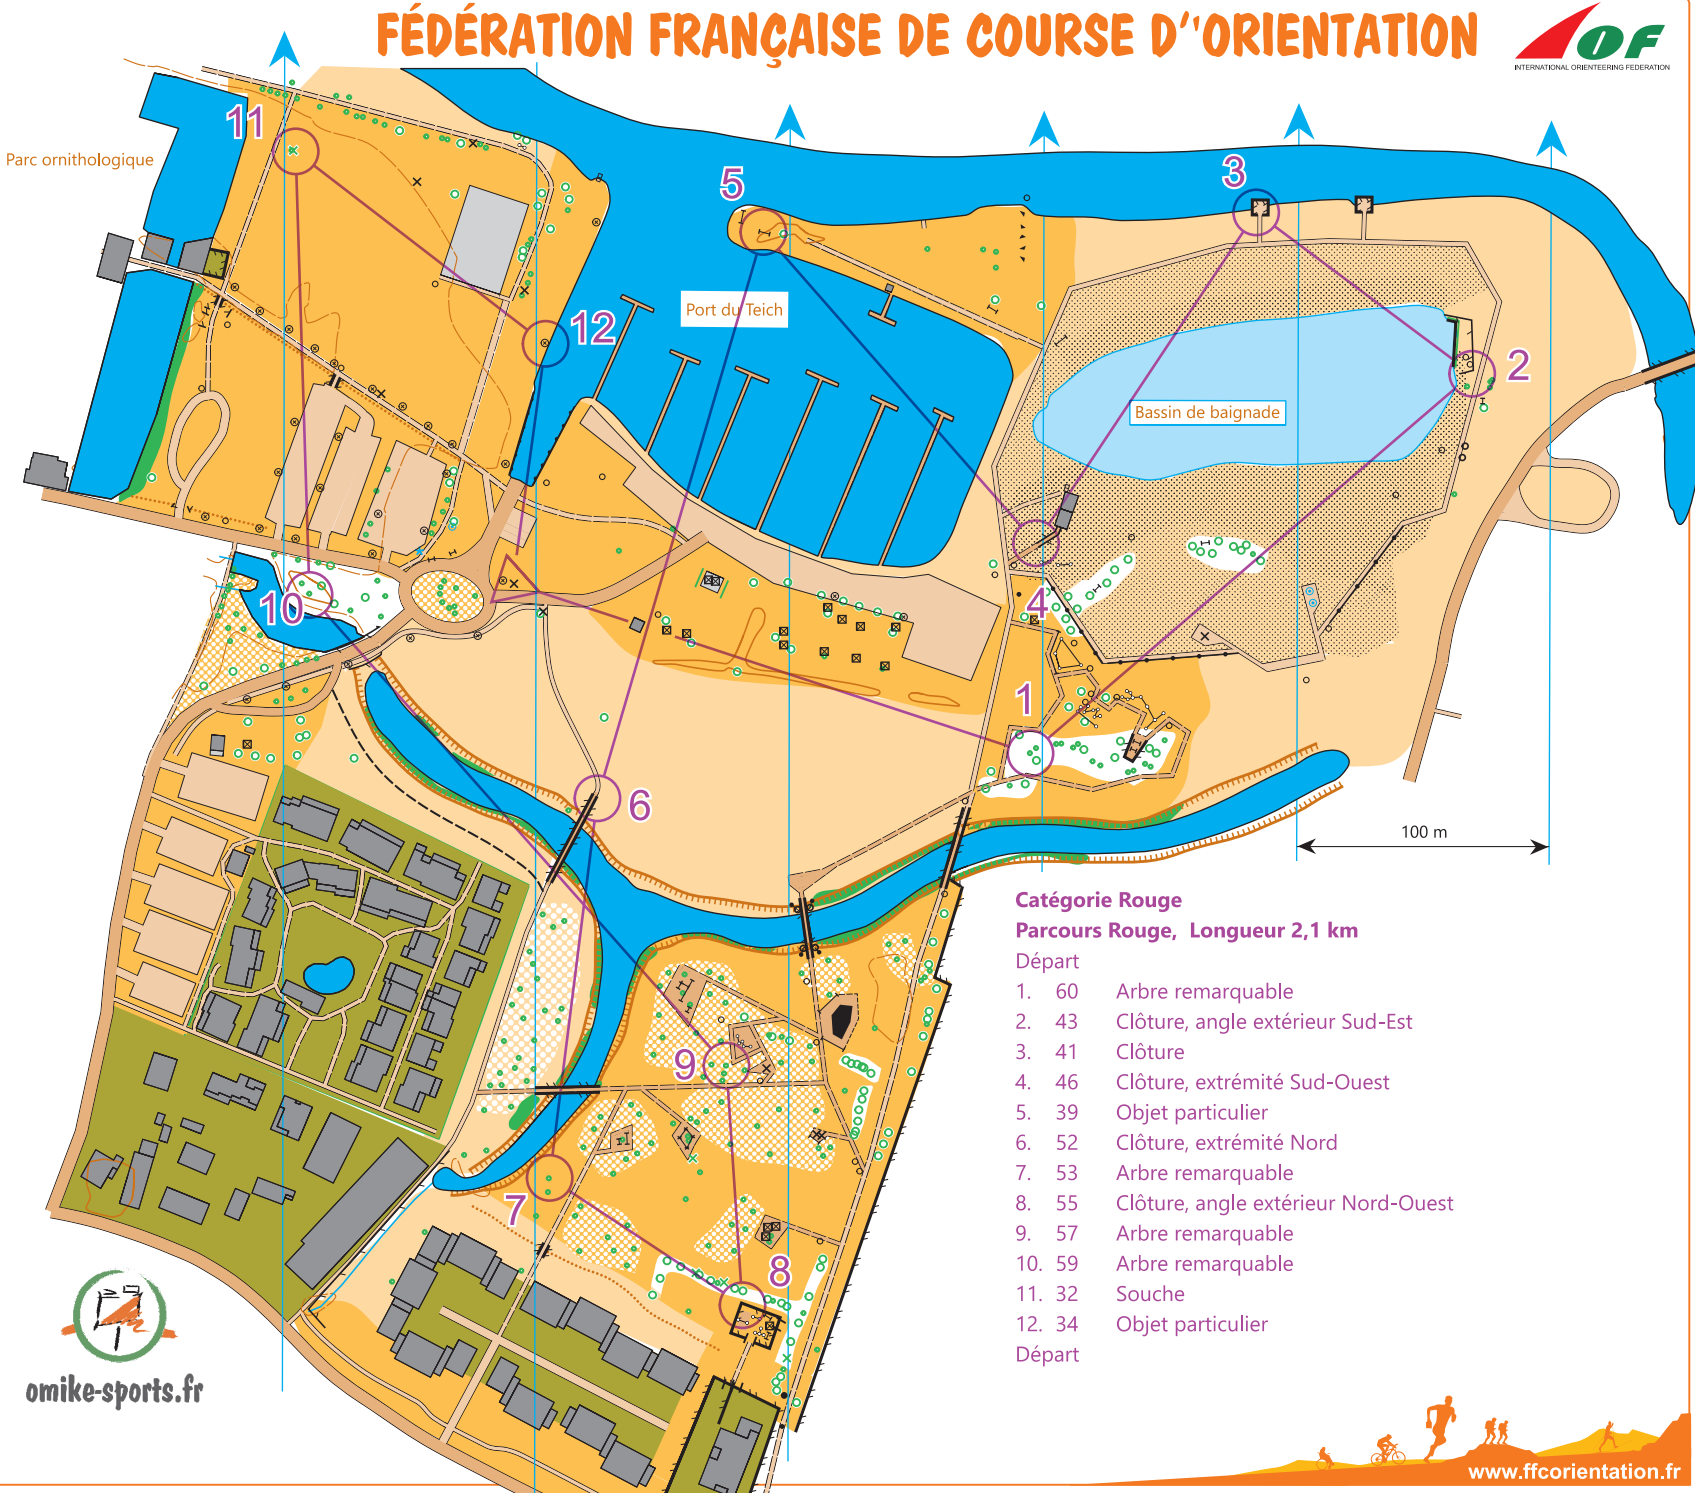 FÉDÉRATION FRANÇAISE DE COURSE D''ORIENTATION
IOF
INTERNATIONAL ORIENTEERING FEDERATION
11
Parc ornithologique
5
3
12
Port du Teich
2
Bassin de baignade
10
4
1
6
100 m
9
7
8
Catégorie Rouge
Parcours Rouge, Longueur 2,1 km
Départ
1. 60 Arbre remarquable
2. 43 Clôture, angle extérieur Sud-Est
3. 41 Clôture
4. 46 Clôture, extrémité Sud-Ouest
5. 39 Objet particulier
6. 52 Clôture, extrémité Nord
7. 53 Arbre remarquable
8. 55 Clôture, angle extérieur Nord-Ouest
9. 57 Arbre remarquable
10. 59 Arbre remarquable
11. 32 Souche
12. 34 Objet particulier
Départ
omike-sports.fr
www.ffcorientation.fr